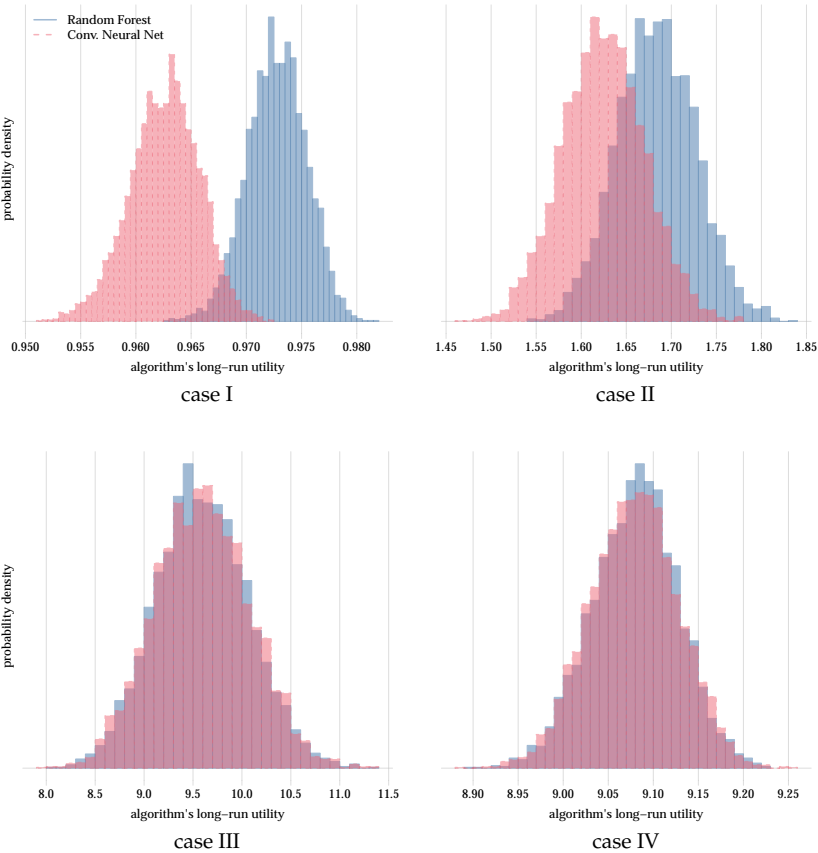 Random Forest
Conv. Neural Net
probability density
0.950 0.955 0.960 0.965 0.970 0.975 0.980
algorithm's long−run utility
case I
1.45 1.50 1.55 1.60 1.65 1.70 1.75 1.80 1.85
algorithm's long−run utility
case II
probability density
8.0 8.5 9.0 9.5 10.0 10.5 11.0 11.5
algorithm's long−run utility
case III
8.90 8.95 9.00 9.05 9.10 9.15 9.20 9.25
algorithm's long−run utility
case IV